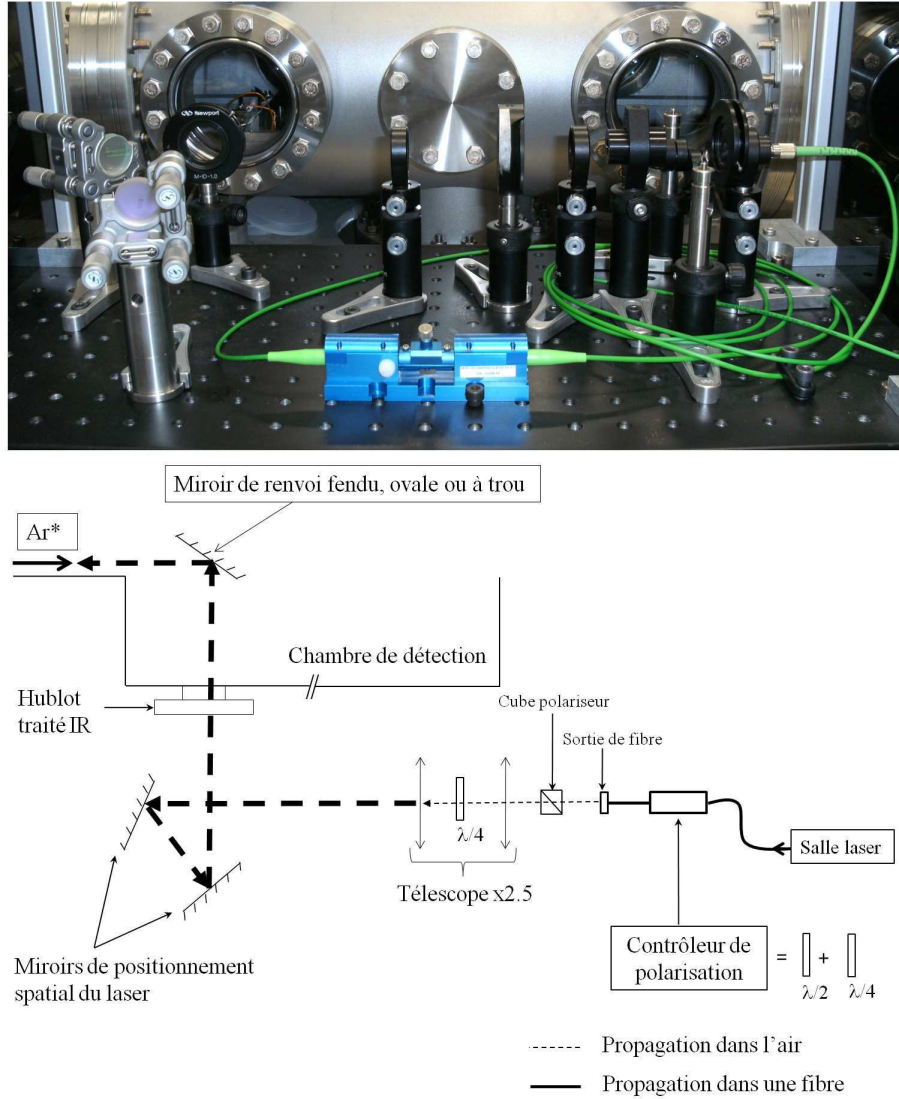 Newport
M-ID-1.0
Miroir de renvoi fendu, ovale ou à trou
Ar*
Chambre de détection
Hublot
traité IR
Cube polariseur
Sortie de fibre
λ/4
Salle laser
Télescope x2.5
Miroirs de positionnement
spatial du laser
Contrôleur de
polarisation
= + 
λ/2 λ/4
Propagation dans l'air
Propagation dans une fibre